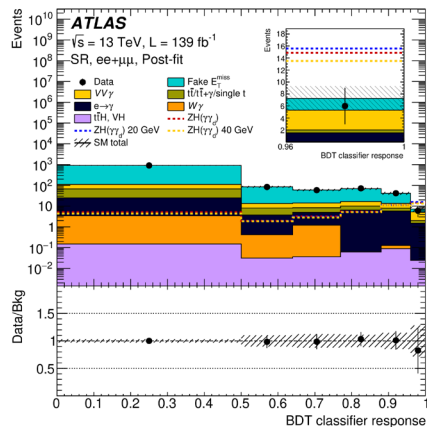 Events
ATLAS
√s = 13 TeV, L = 139 fb⁻¹
SR, ee+μμ, Post-fit
Data
Fake E_T^miss
VVγ
tt̄/tt̄+γ/single t
e→γ
Wγ
tt̄H, VH
ZH(γγ_d)
ZH(γγ_d) 20 GeV
ZH(γγ_d) 40 GeV
SM total
10¹⁰
10⁹
10⁸
10⁷
10⁶
10⁵
10⁴
10³
10²
10
1
10⁻¹
10⁻²
Events
18
16
14
12
10
8
6
4
2
0
0.96
1
BDT classifier response
Data/Bkg
1.5
1
0.5
0
0.1
0.2
0.3
0.4
0.5
0.6
0.7
0.8
0.9
1
BDT classifier response